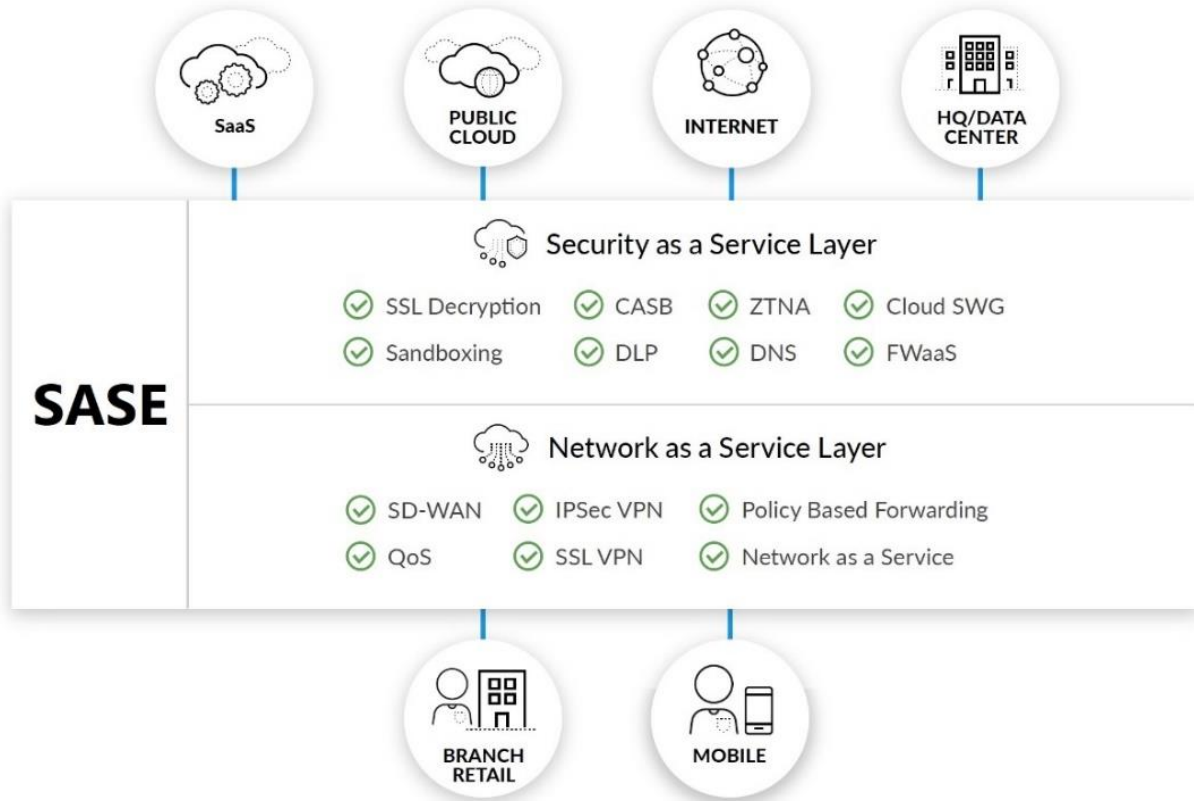 SaaS
PUBLIC
CLOUD
INTERNET
HQ/DATA
CENTER
SASE
Security as a Service Layer
SSL Decryption CASB ZTNA Cloud SWG
Sandboxing DLP DNS FWaaS
Network as a Service Layer
SD-WAN IPSec VPN Policy Based Forwarding
QoS SSL VPN Network as a Service
BRANCH
RETAIL
MOBILE